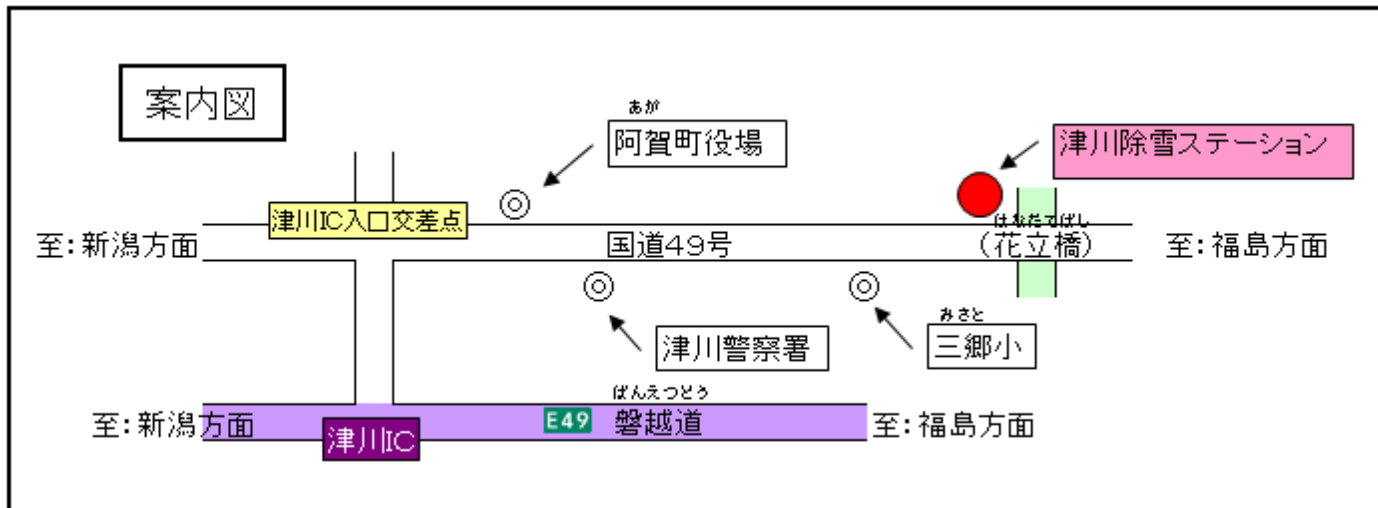 案内図
あが
阿賀町役場
津川除雪ステーション
津川IC入口交差点
はなたてばし
至:新潟方面
国道49号
(花立橋)
至:福島方面
みさと
津川警察署
三郷小
ばんえつどう
至:新潟方面
E49
磐越道
至:福島方面
津川IC